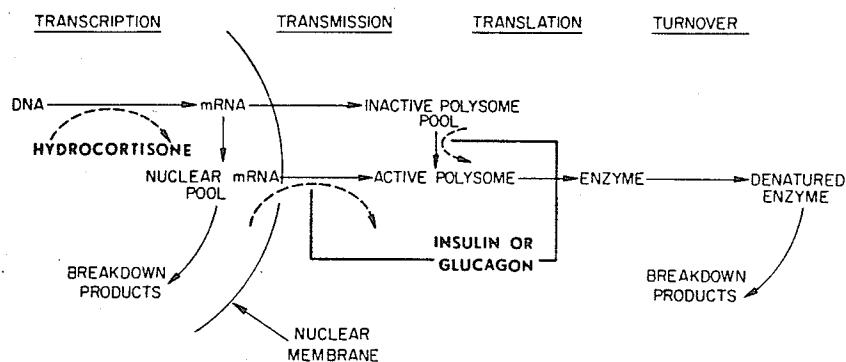 TRANSCRIPTION
TRANSMISSION
TRANSLATION
TURNOVER
DNA
mRNA
INACTIVE POLYSOME
POOL
HYDROCORTISONE
NUCLEAR mRNA
POOL
ACTIVE POLYSOME
ENZYME
DENATURED
ENZYME
INSULIN OR
GLUCAGON
BREAKDOWN
PRODUCTS
BREAKDOWN
PRODUCTS
NUCLEAR
MEMBRANE